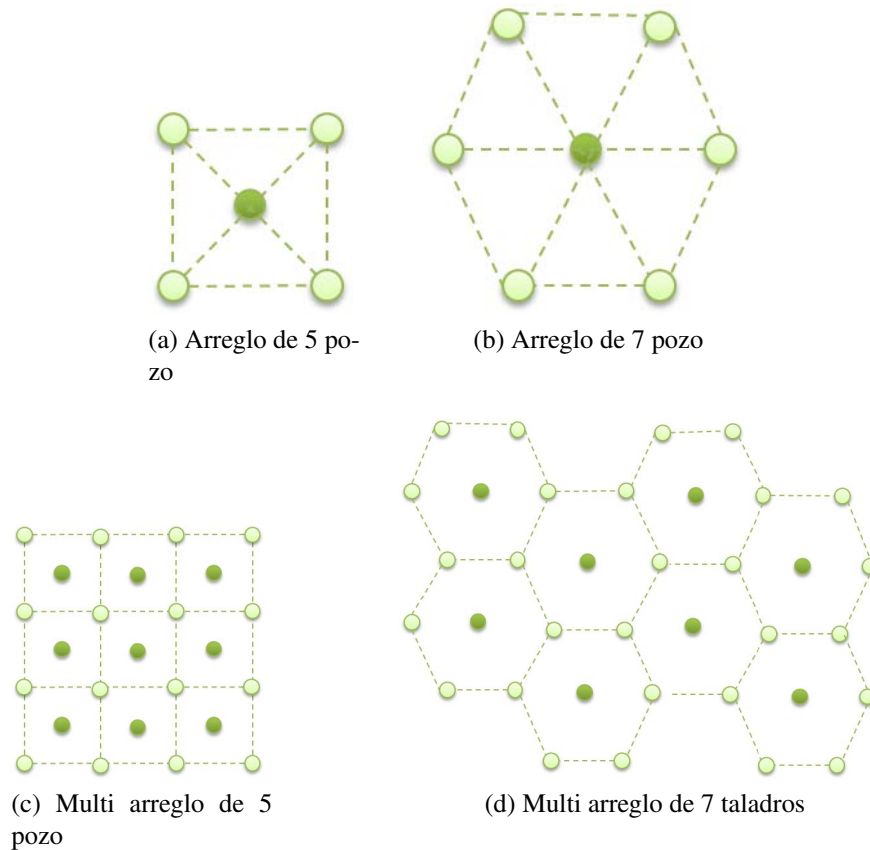 (a) Arreglo de 5 po-
zo
(b) Arreglo de 7 pozo
(c) Multi arreglo de 5
pozo
(d) Multi arreglo de 7 taladros